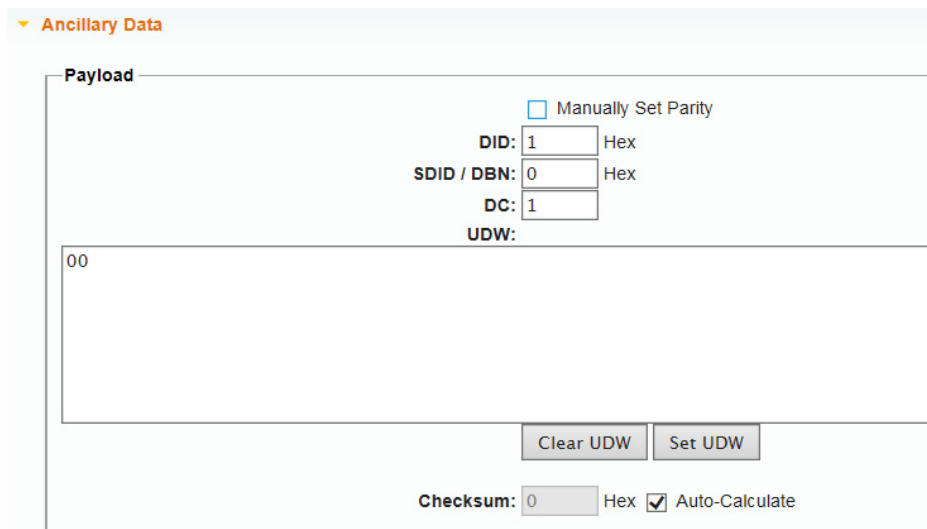 Ancillary Data
Payload
Manually Set Parity
DID: 1 Hex
SDID / DBN: 0 Hex
DC: 1
UDW:
00
Clear UDW Set UDW
Checksum: 0 Hex Auto-Calculate